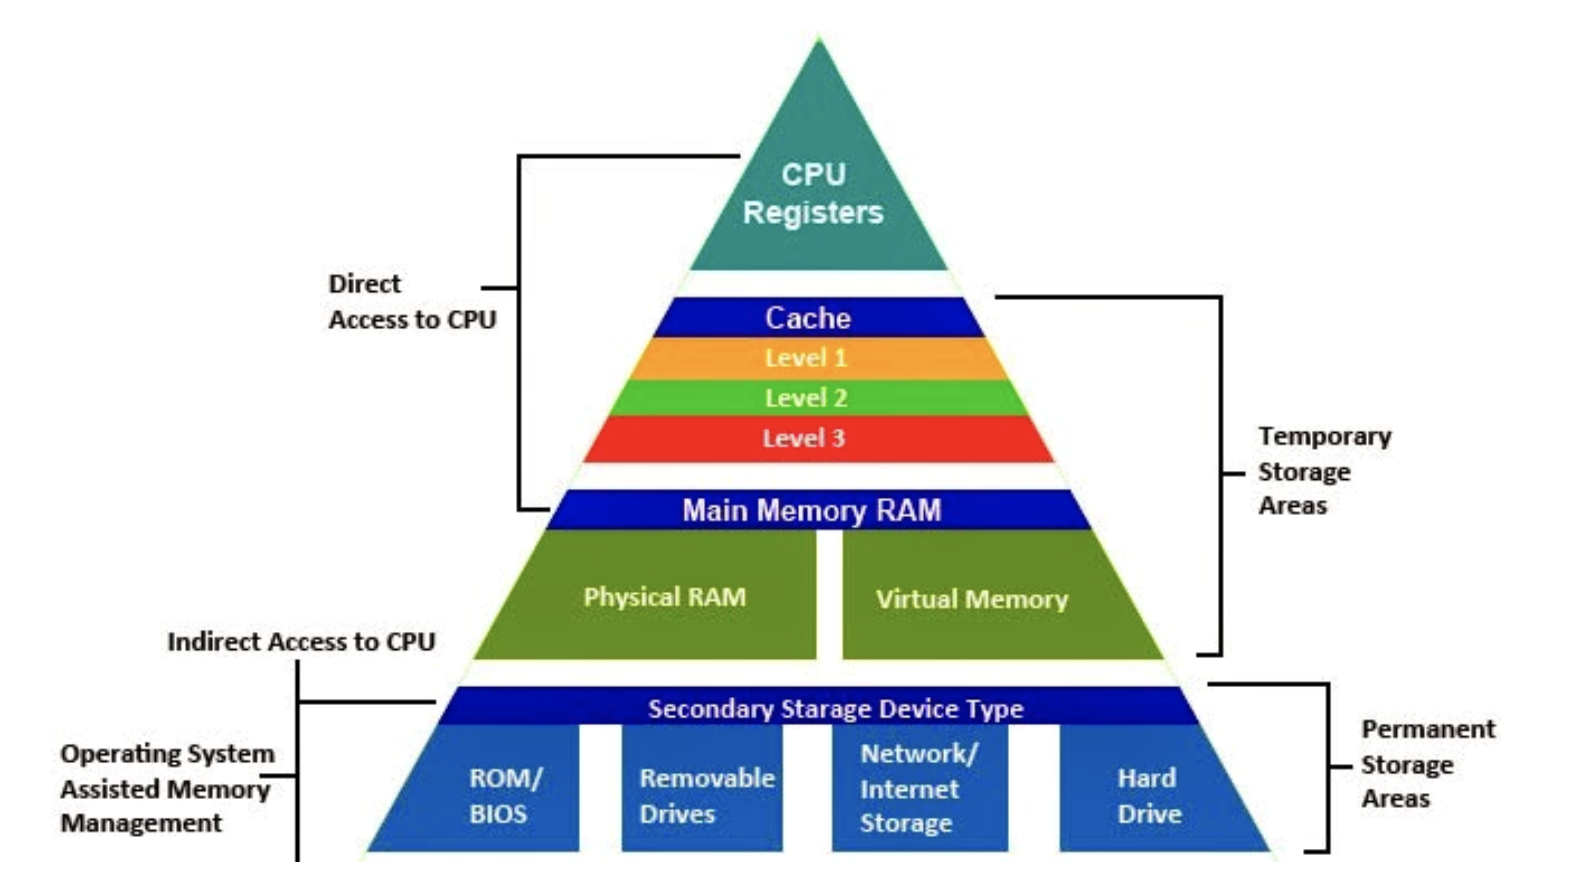 CPU
Registers
Direct
Access to CPU
Cache
Level 1
Level 2
Level 3
Temporary
Storage
Areas
Main Memory RAM
Physical RAM
Virtual Memory
Indirect Access to CPU
Secondary Starage Device Type
Operating System
Assisted Memory
Management
ROM/
BIOS
Removable
Drives
Network/
Internet
Storage
Hard
Drive
Permanent
Storage
Areas